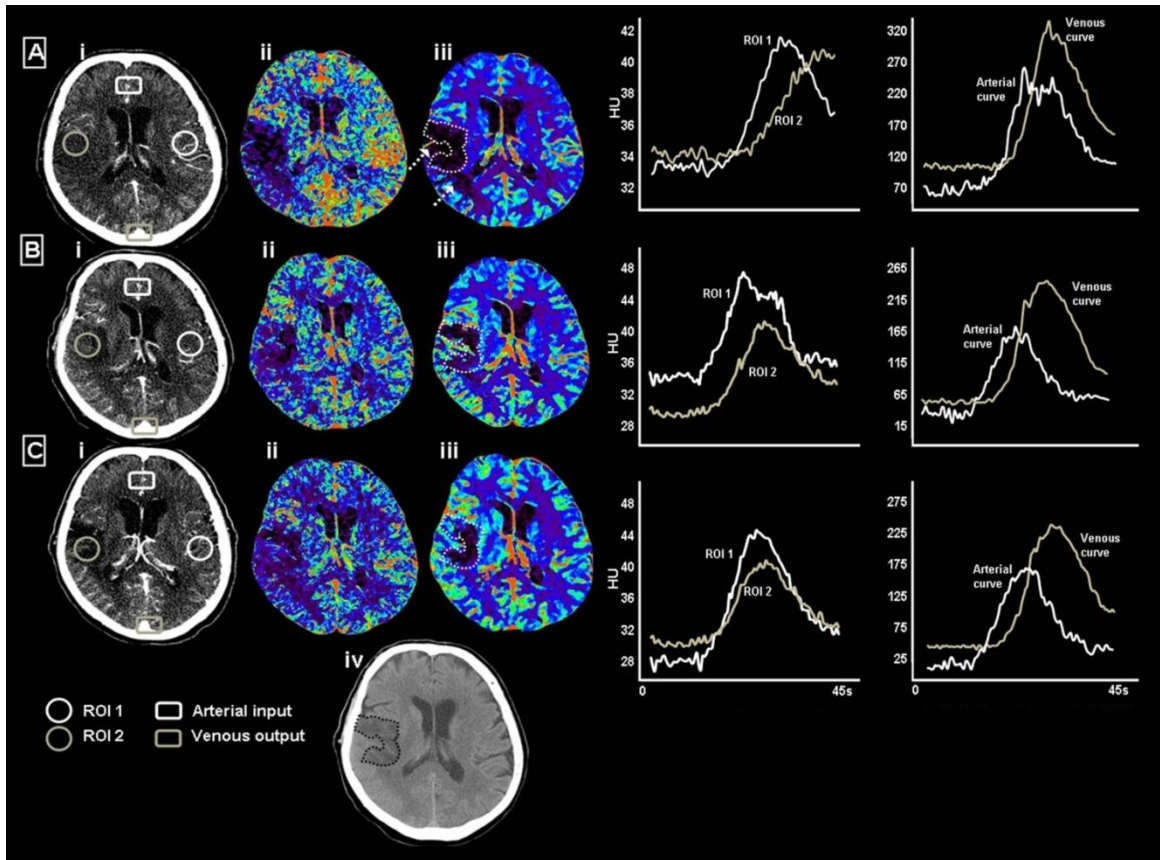 A
i
ii
iii
42
40
38
36
34
32
HU
ROI 1
ROI 2
320
270
220
170
120
70
Venous curve
Arterial curve
B
i
ii
iii
48
44
40
36
32
28
HU
ROI 1
ROI 2
265
215
165
115
65
15
Venous curve
Arterial curve
C
i
ii
iii
48
44
40
36
32
28
HU
ROI 1
ROI 2
0
45s
275
225
175
125
75
25
Venous curve
Arterial curve
0
45s
iv
ROI 1
Arterial input
ROI 2
Venous output